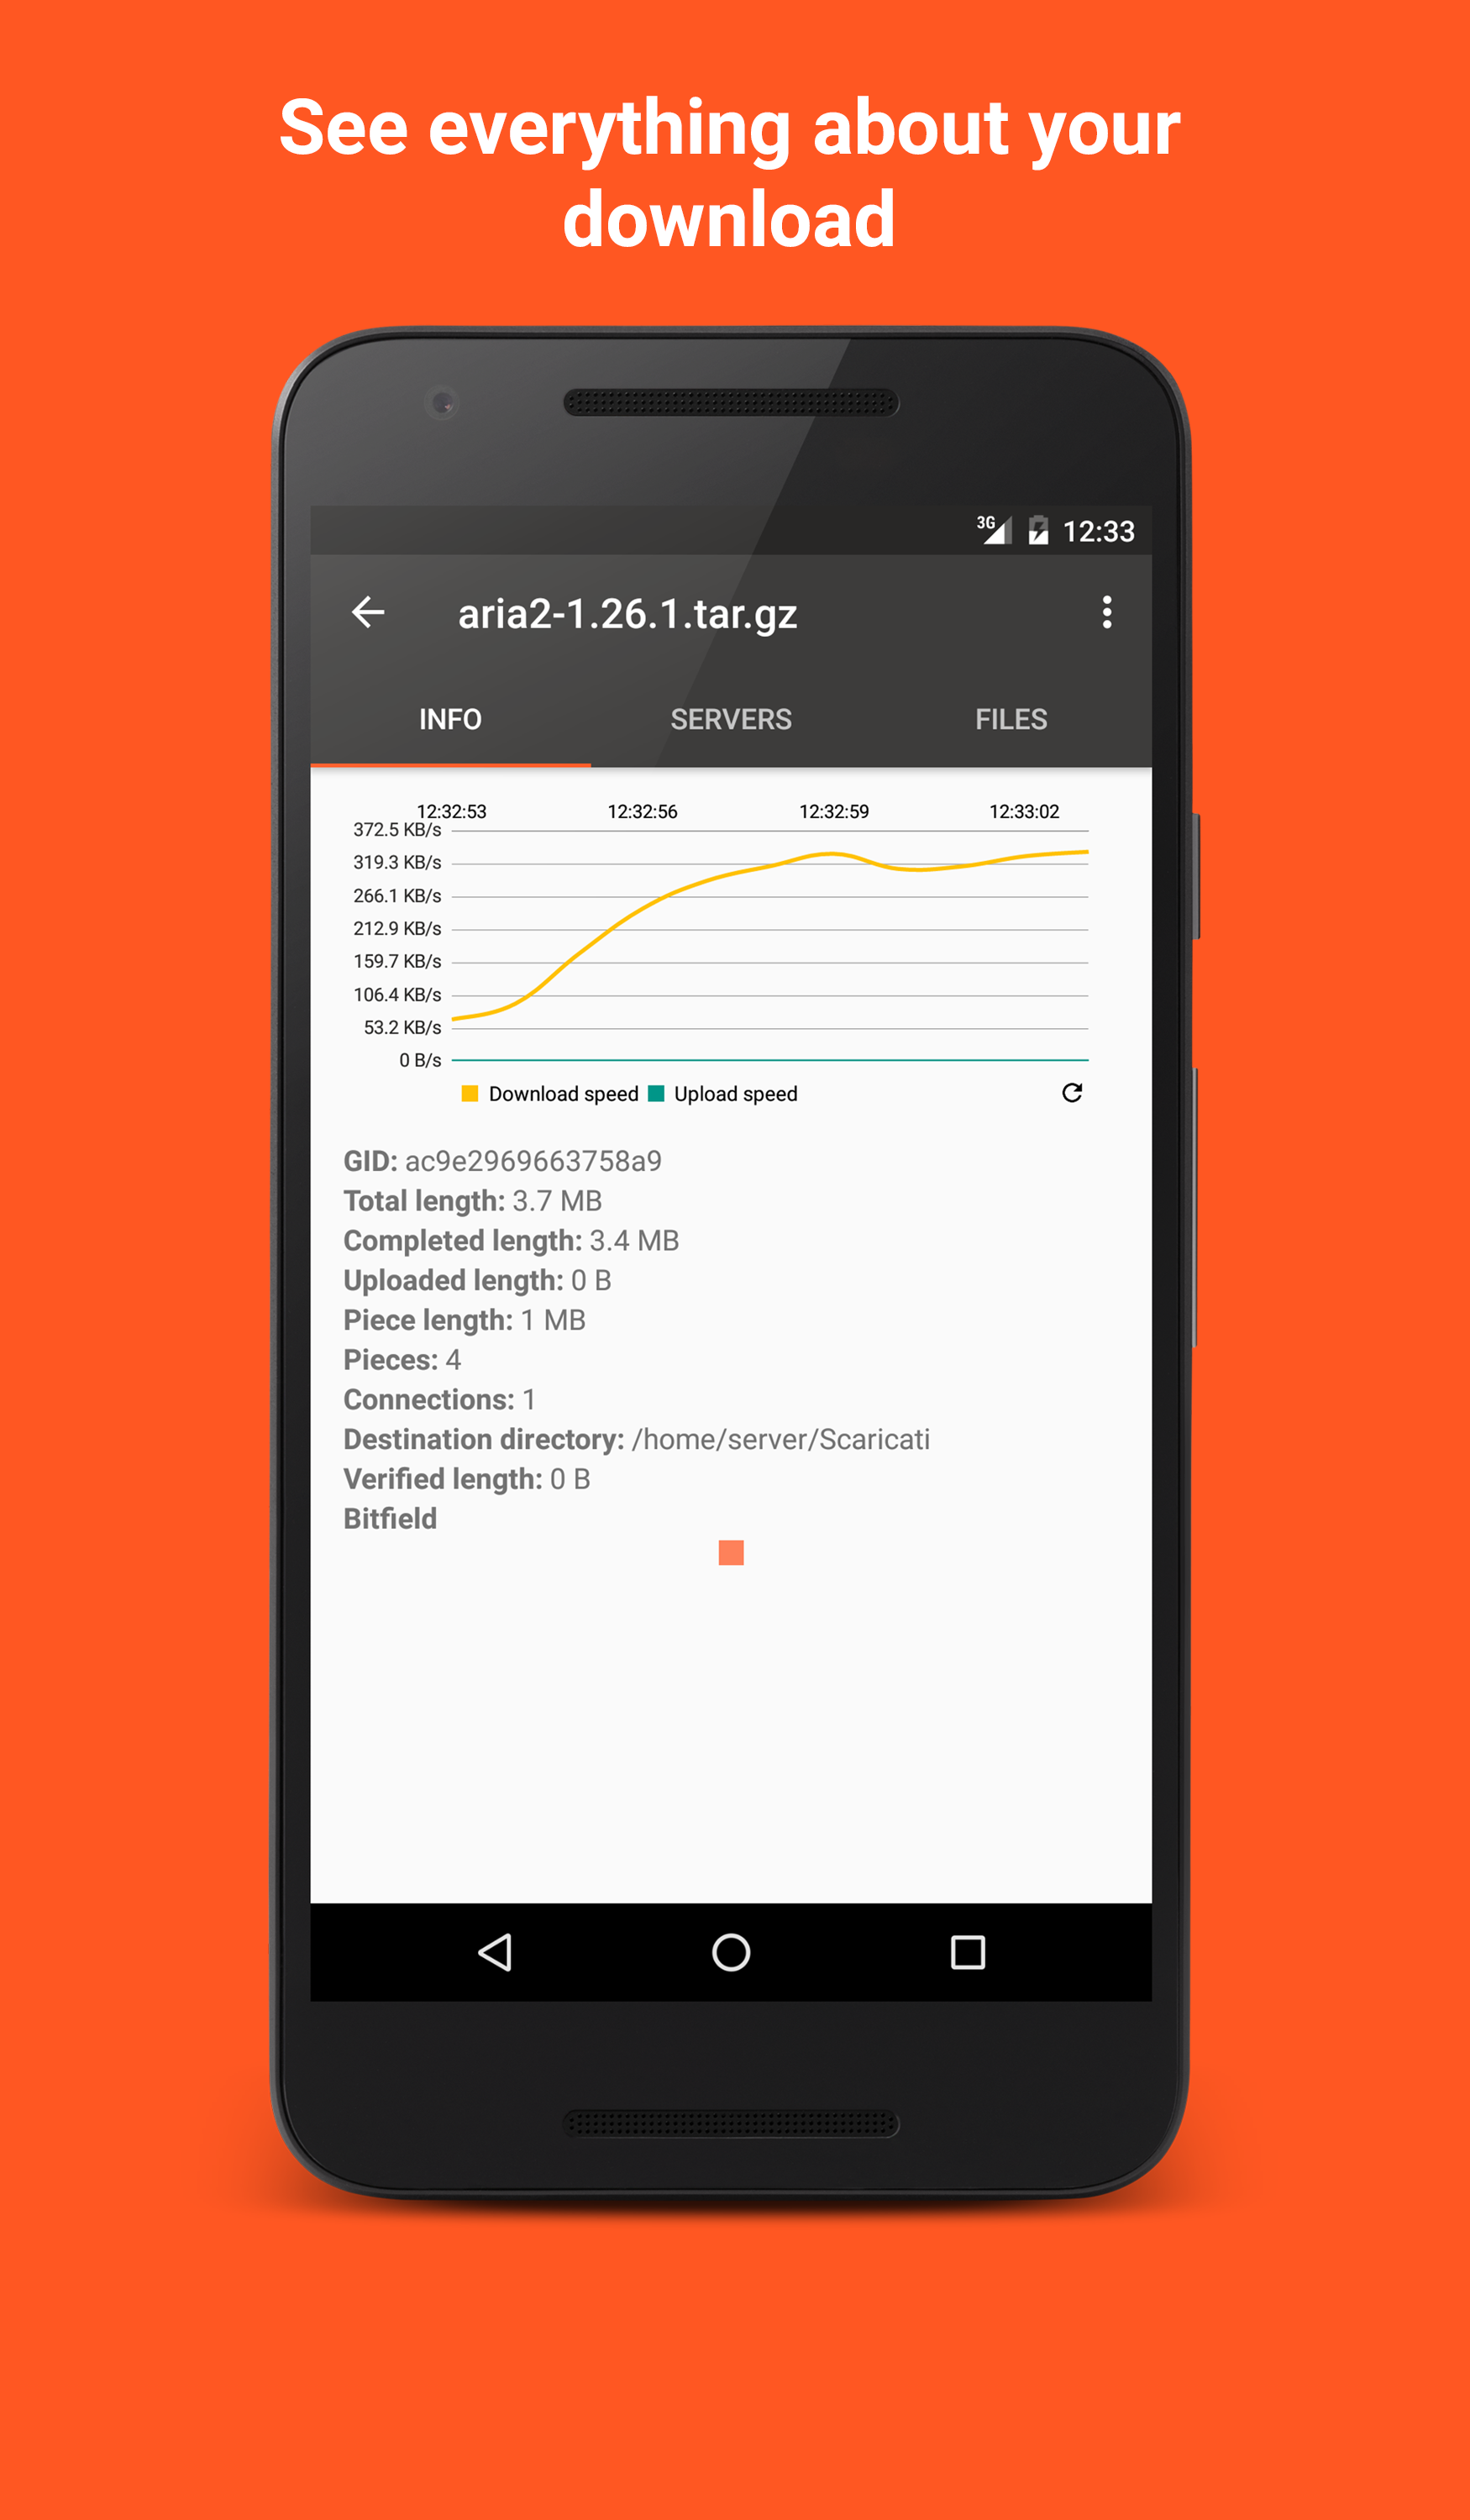 See everything about your
download
3G 12:33
aria2-1.26.1.tar.gz
INFO SERVERS FILES
12:32:53 12:32:56 12:32:59 12:33:02
372.5 KB/s
319.3 KB/s
266.1 KB/s
212.9 KB/s
159.7 KB/s
106.4 KB/s
53.2 KB/s
0 B/s
Download speed Upload speed
GID: ac9e2969663758a9
Total length: 3.7 MB
Completed length: 3.4 MB
Uploaded length: 0 B
Piece length: 1 MB
Pieces: 4
Connections: 1
Destination directory: /home/server/Scaricati
Verified length: 0 B
Bitfield